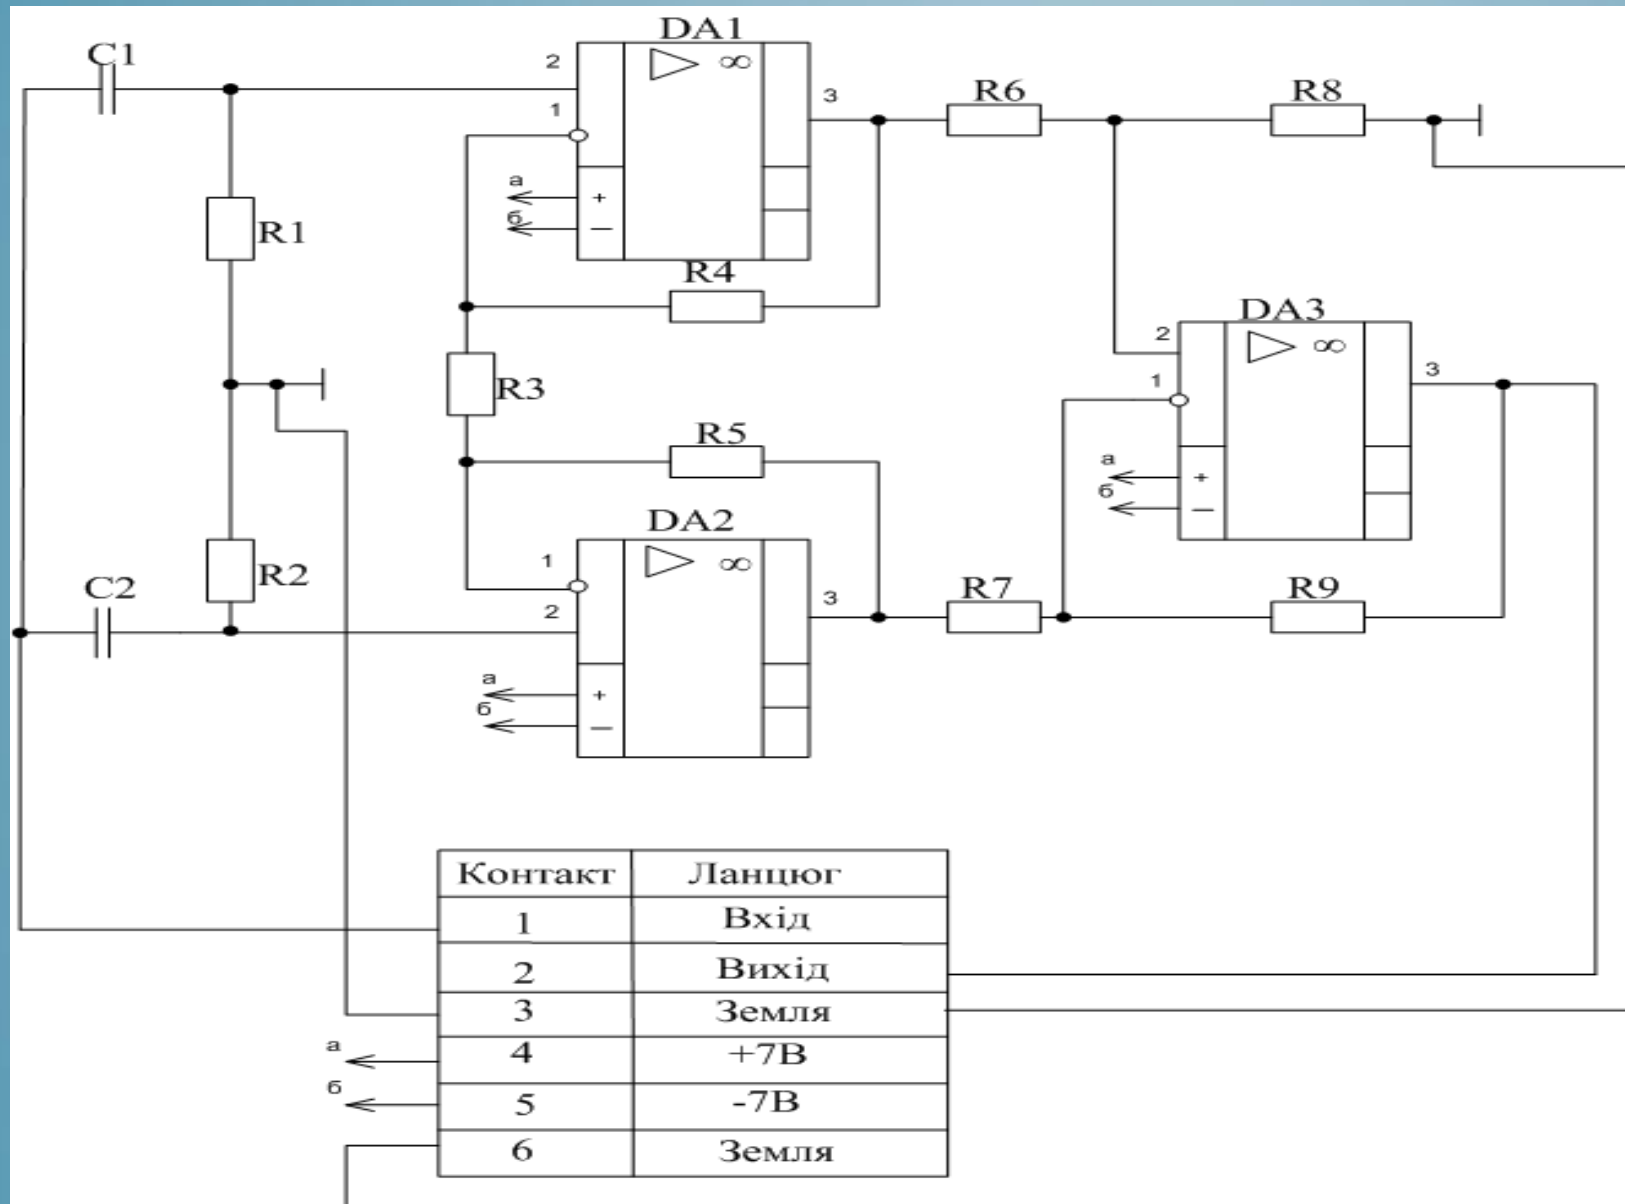 DA1
C1
2
▷ ∞
1
3
R6
R8
а
+
б
—
R1
R4
DA3
2
▷ ∞
1
3
R3
R5
а
+
б
—
DA2
1
▷ ∞
2
3
R7
R9
C2
R2
а
+
б
—
Контакт Ланцюг
1 Вхід
2 Вихід
3 Земля
а 4 +7В
б 5 -7В
6 Земля